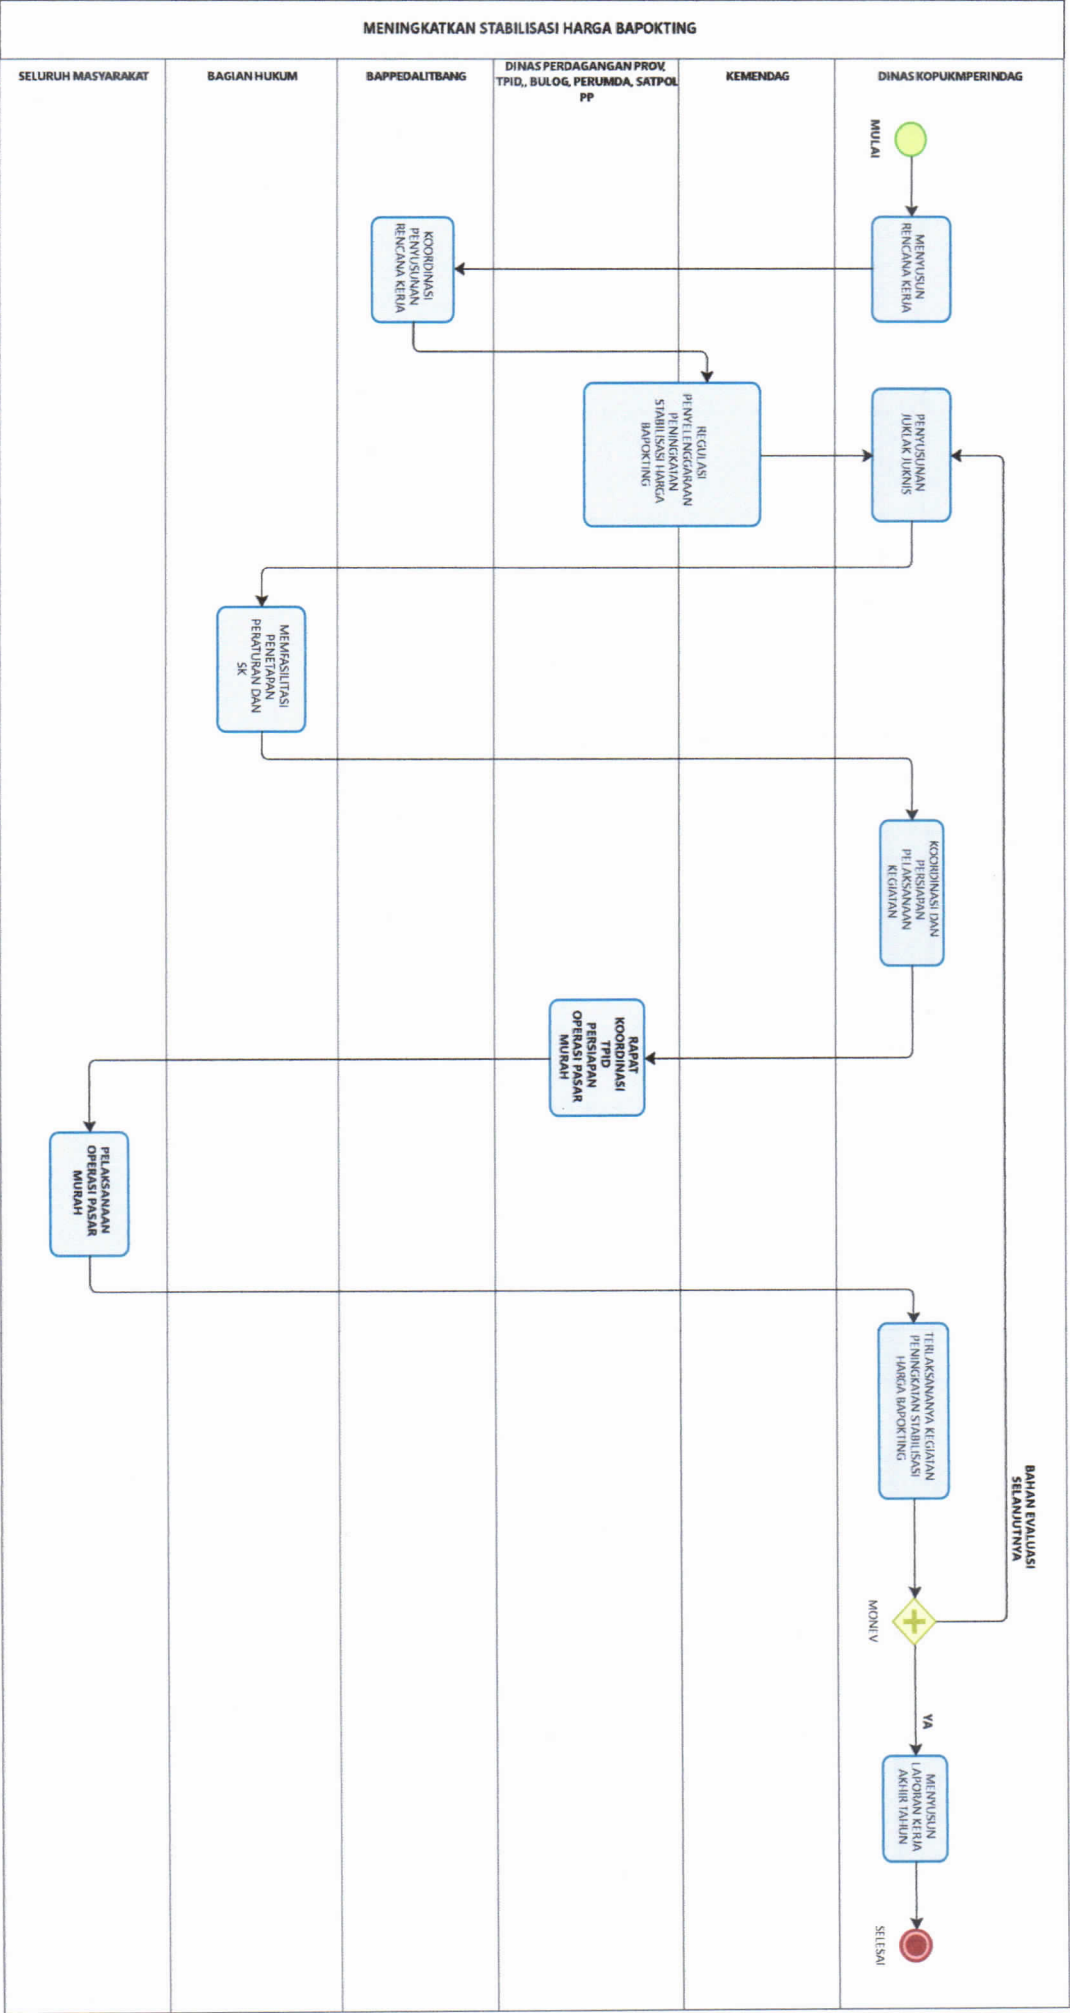 MENINGKATKAN STABILISASI HARGA BAPOKTING
SELURUH MASYARAKAT
BAGIAN HUKUM
BAPPEDALITBANG
DINAS PERDAGANGAN PROV,
TPID,, BULOG, PERUMDA, SATPOL
PP
KEMENDAG
DINAS KOPUKMPERINDAG
MULAI
MENYUSUN
RENCANA KERJA
KOORDINASI
PENYUSUNAN
RENCANA KERJA
REGULASI
PENYELENGGARAAN
PENINGKATAN
STABILISASI HARGA
BAPOKTING
PENYUSUNAN
JUKLAK JUKNIS
MEMFASILITASI
PENETAPAN
PERATURAN DAN
SK
KOORDINASI DAN
PERSIAPAN
PELAKSANAAN
KEGIATAN
RAPAT
KOORDINASI
TPID
PERSIAPAN
OPERASI PASAR
MURAH
PELAKSANAAN
OPERASI PASAR
MURAH
TERLAKSANANYA KEGIATAN
PENINGKATAN STABILISASI
HARGA BAPOKTING
BAHAN EVALUASI
SELANJUTNYA
MONEV
YA
MENYUSUN
LAPORAN KERJA
AKHIR TAHUN
SELESAI